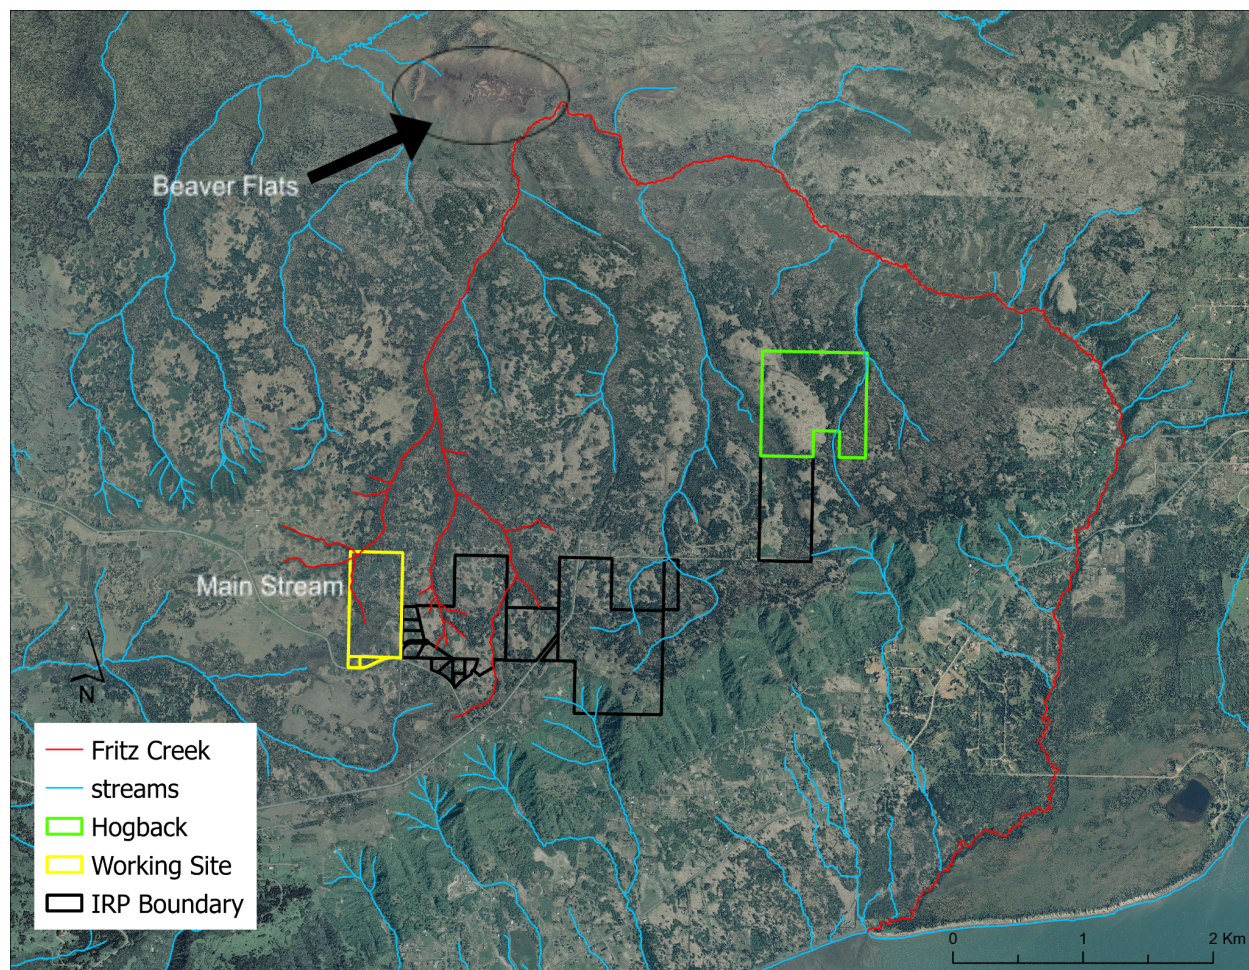 Beaver Flats
Main Stream
N
Fritz Creek
streams
Hogback
Working Site
IRP Boundary
0 1 2 Km